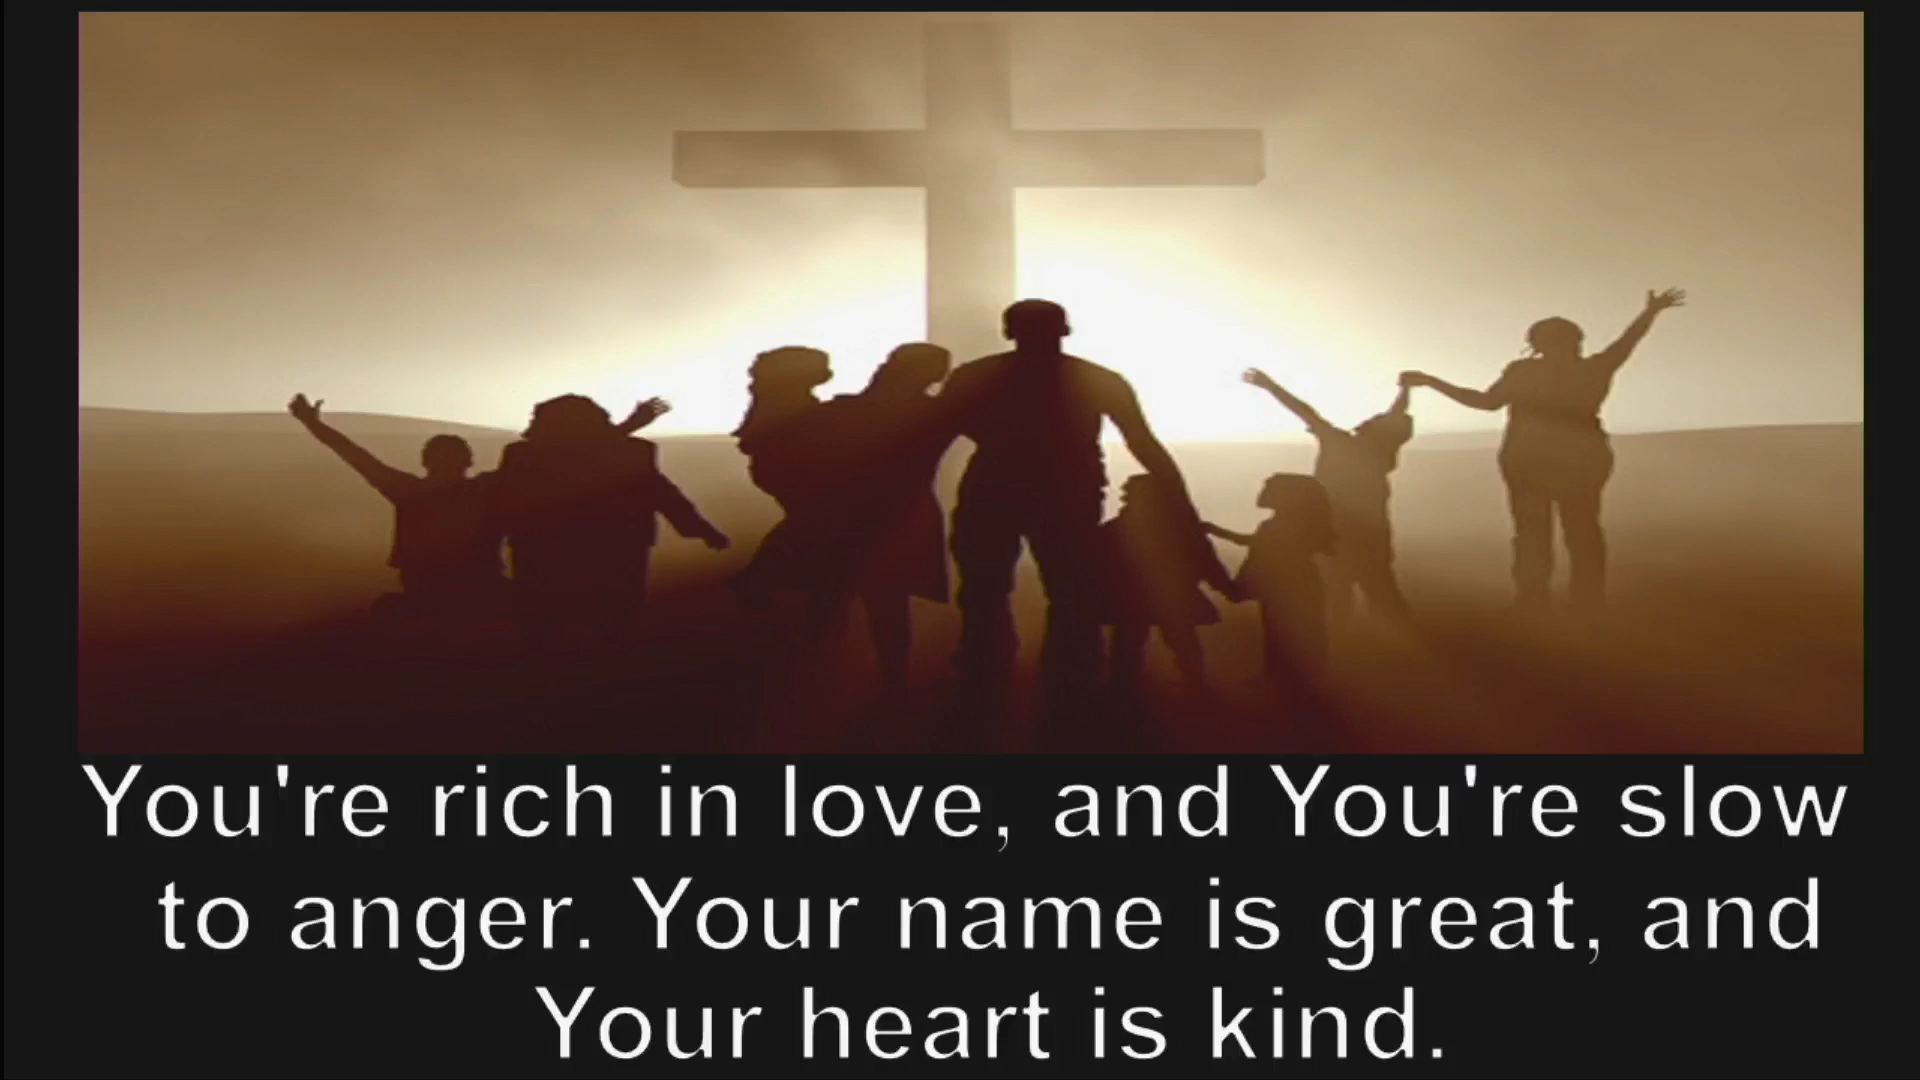 You're rich in love, and You're slow
to anger. Your name is great, and
Your heart is kind.